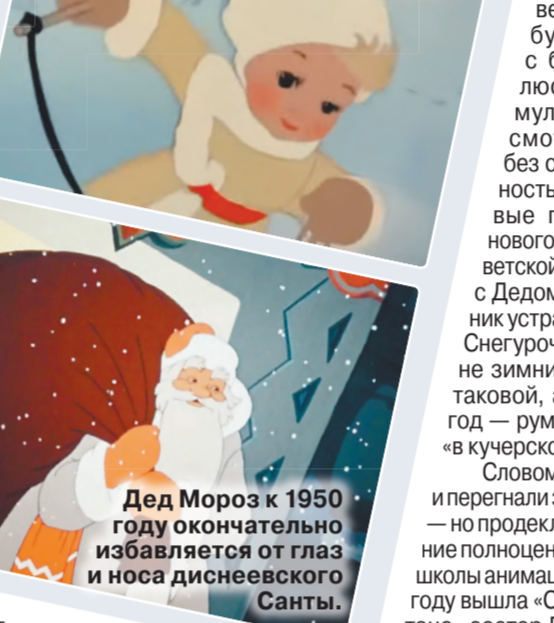 Дед Мороз к 1950
году окончательно
избавляется от глаз
и носа диснеевского
Санты.
ве
бу
с б
люс
мул
смот
без с
ность
вые п
нового
ветской
с Дедом
ник устра
Снегуроч
не зимни
таковой, а
год — рум
«в кучерско
Словом
и перегнали з
— но продекл
ние полноцен
школы анимац
году вышла «С